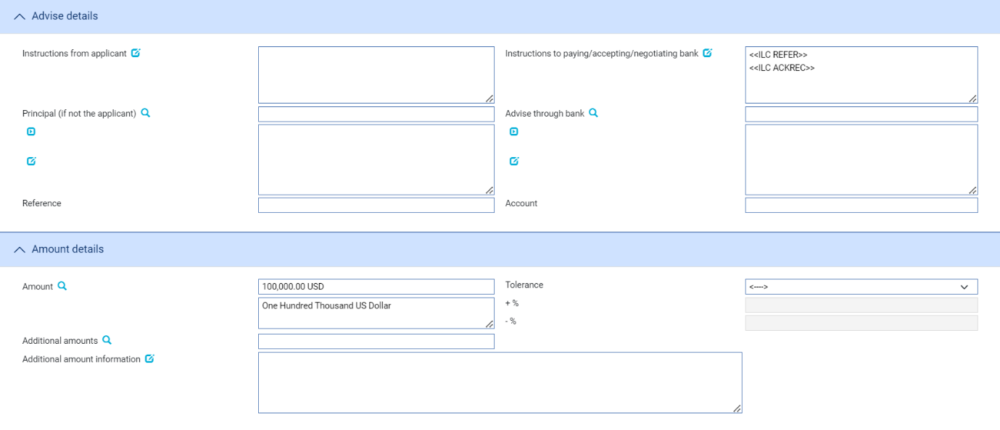 Advise details
Instructions from applicant
Instructions to paying/accepting/negotiating bank
<<ILC REFER>>
<<ILC ACKREC>>
Principal (if not the applicant)
Advise through bank
Reference
Account
Amount details
Amount
100,000.00 USD
Tolerance
<---->
One Hundred Thousand US Dollar
+ %
- %
Additional amounts
Additional amount information